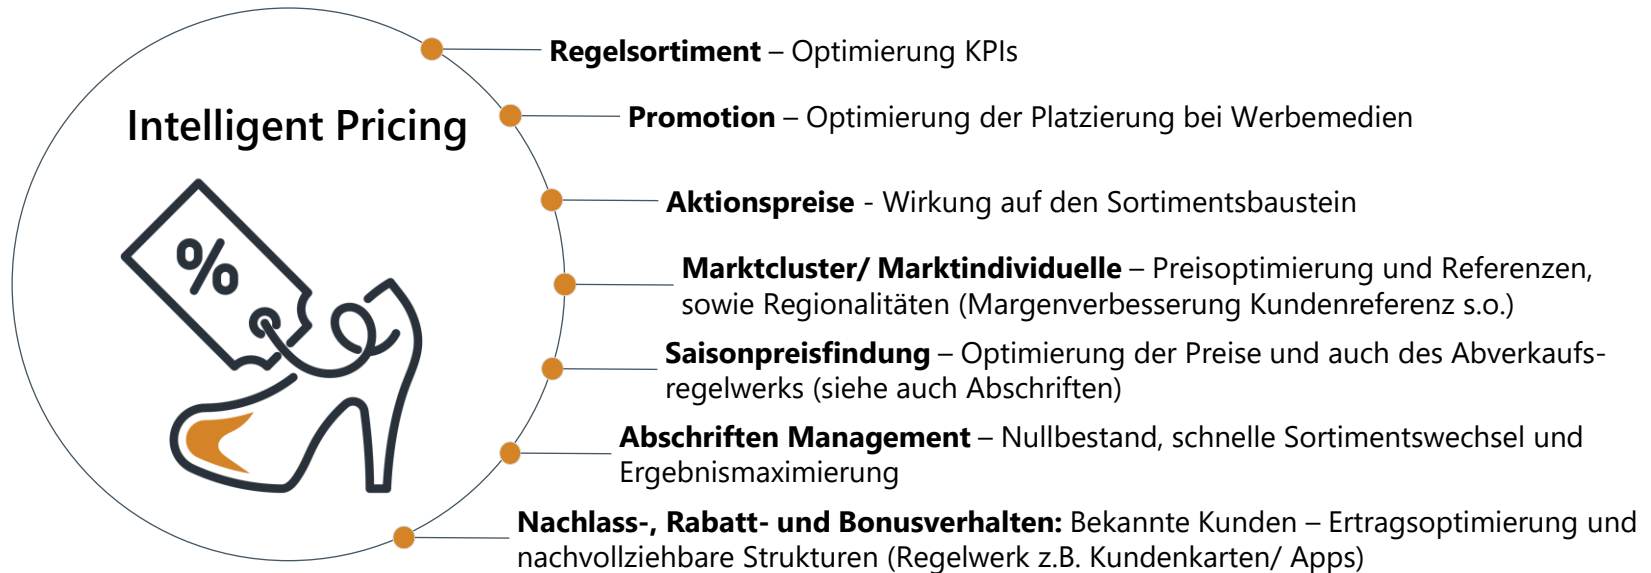 Intelligent Pricing
%
Regelsortiment – Optimierung KPIs
Promotion – Optimierung der Platzierung bei Werbemedien
Aktionspreise - Wirkung auf den Sortimentsbaustein
Marktcluster/ Marktindividuelle – Preisoptimierung und Referenzen,
sowie Regionalitäten (Margenverbesserung Kundenreferenz s.o.)
Saisonpreisfindung – Optimierung der Preise und auch des Abverkaufs-
regelwerks (siehe auch Abschriften)
Abschriften Management – Nullbestand, schnelle Sortimentswechsel und
Ergebnismaximierung
Nachlass-, Rabatt- und Bonusverhalten: Bekannte Kunden – Ertragsoptimierung und
nachvollziehbare Strukturen (Regelwerk z.B. Kundenkarten/ Apps)